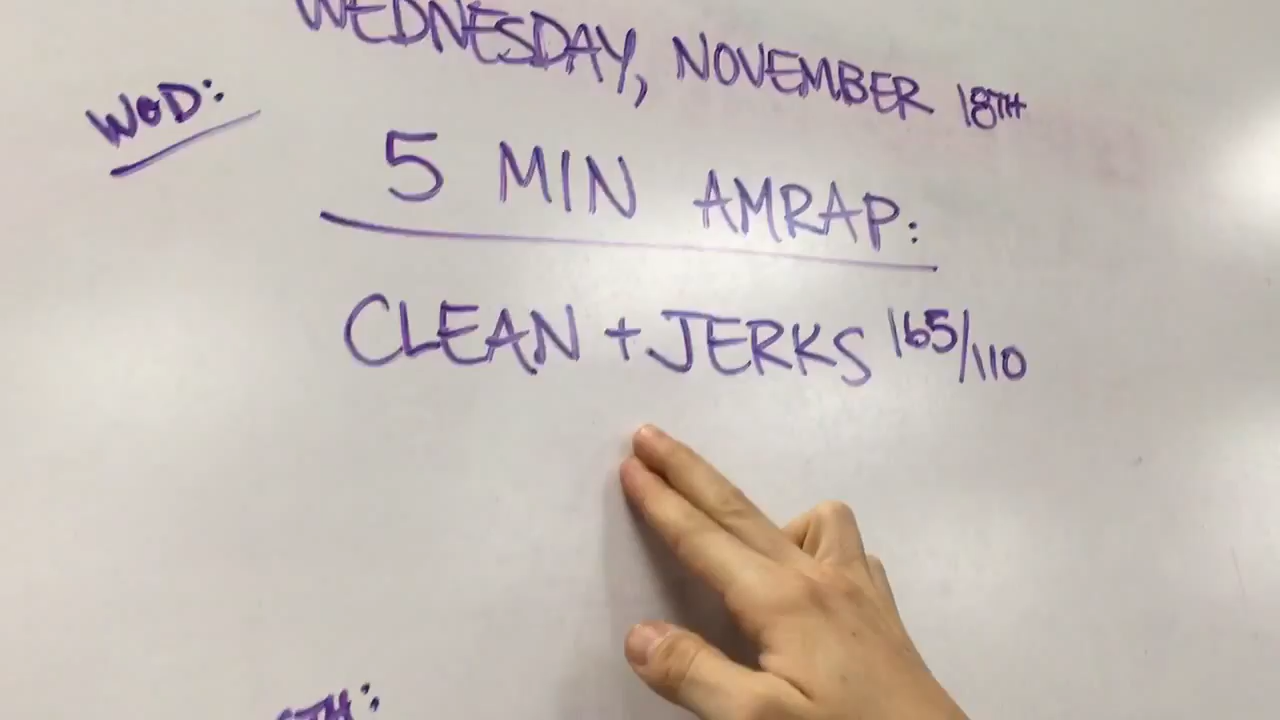 WEDNESDAY, NOVEMBER 18TH
WOD:
5 MIN AMRAP:
CLEAN + JERKS 165/110